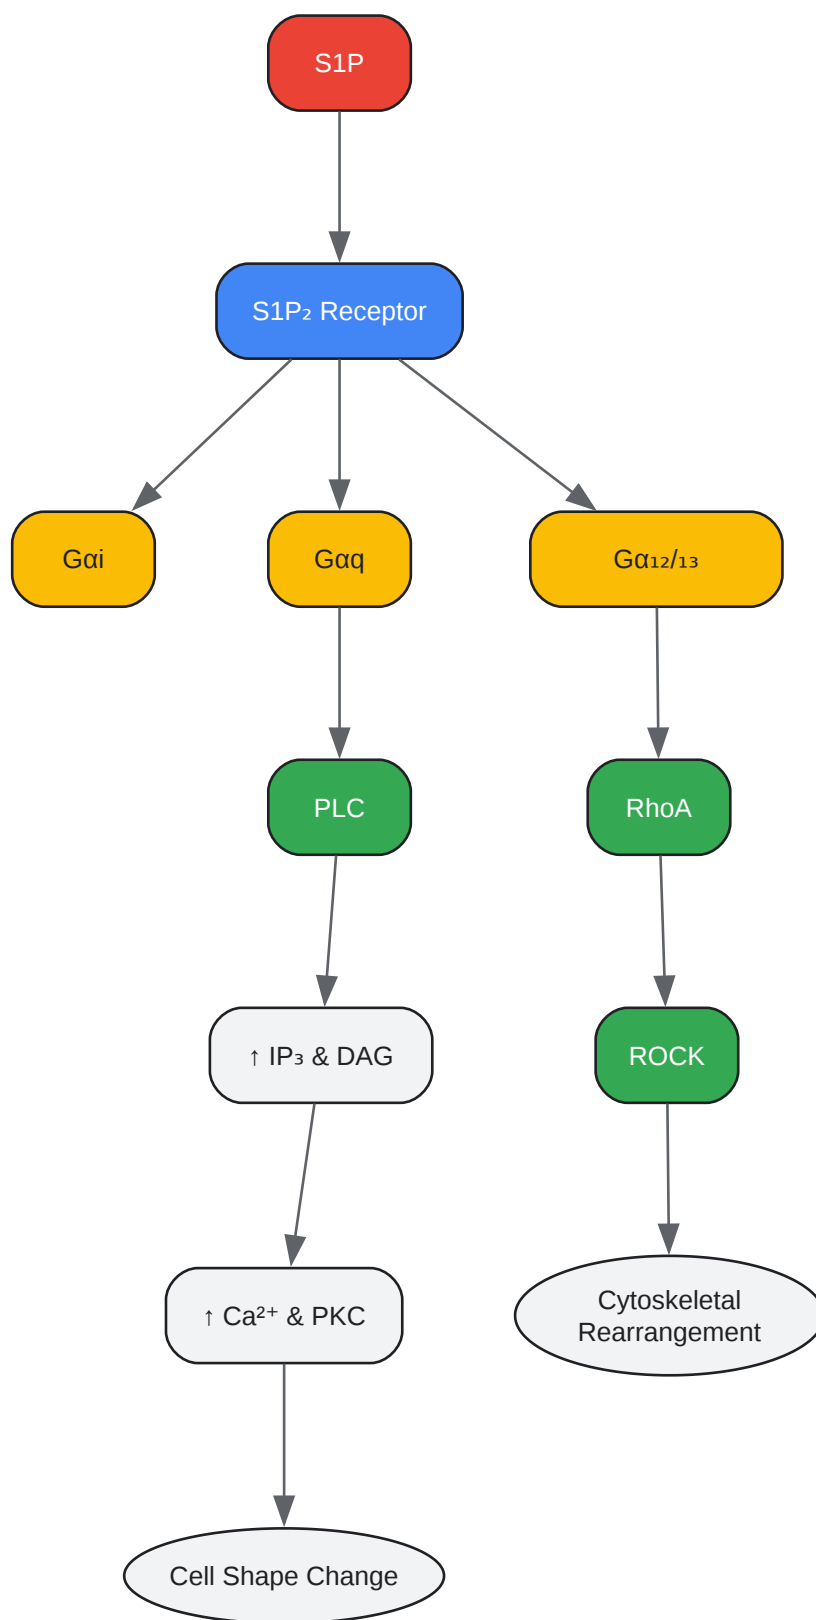 S1P
S1P₂ Receptor
Gαi
Gαq
Gα₁₂/₁₃
PLC
RhoA
↑ IP₃ & DAG
ROCK
↑ Ca²⁺ & PKC
Cytoskeletal
Rearrangement
Cell Shape Change